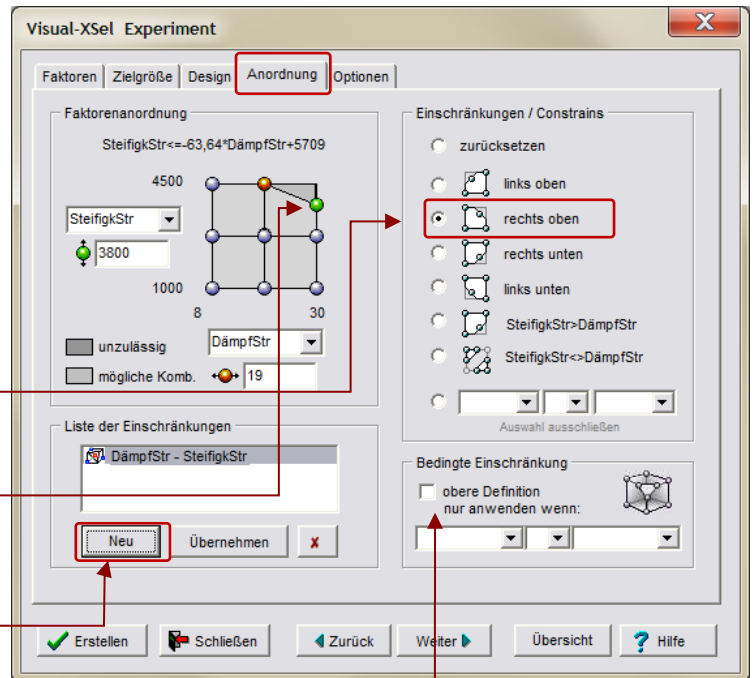 Visual-XSel Experiment
X
Faktoren Zielgröße Design Anordnung Optionen
Faktorenanordnung
SteifigkStr<=-63,64*DämpfStr+5709
4500
SteifigkStr
3800
1000
8 30
unzulässig
DämpfStr
mögliche Komb.
19
Liste der Einschränkungen
DämpfStr - SteifigkStr
Neu Übernehmen x
Einschränkungen / Constrains
zurücksetzen
links oben
rechts oben
rechts unten
links unten
SteifigkStr>DämpfStr
SteifigkStr<>DämpfStr
Auswahl ausschließen
Bedingte Einschränkung
obere Definition
nur anwenden wenn:
Erstellen Schließen Zurück Weiter Übersicht ? Hilfe